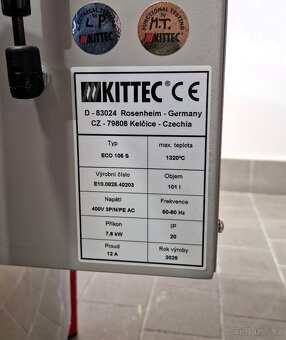 L.P
KITTEC
FUNCTIONAL TESTED
M.T.
KITTEC
KITTEC® CE
D - 83024 Rosenheim - Germany
CZ - 79808 Kelčice - Czechia
Typ
max. teplota
ECO 105 S
1320°C
Výrobní číslo
Objem
E10.0825.40203
101 l
Napětí
Frekvence
400V 3P/N/PE AC
50-60 Hz
Příkon
IP
7,6 kW
20
Proud
Rok výroby
12 A
2025